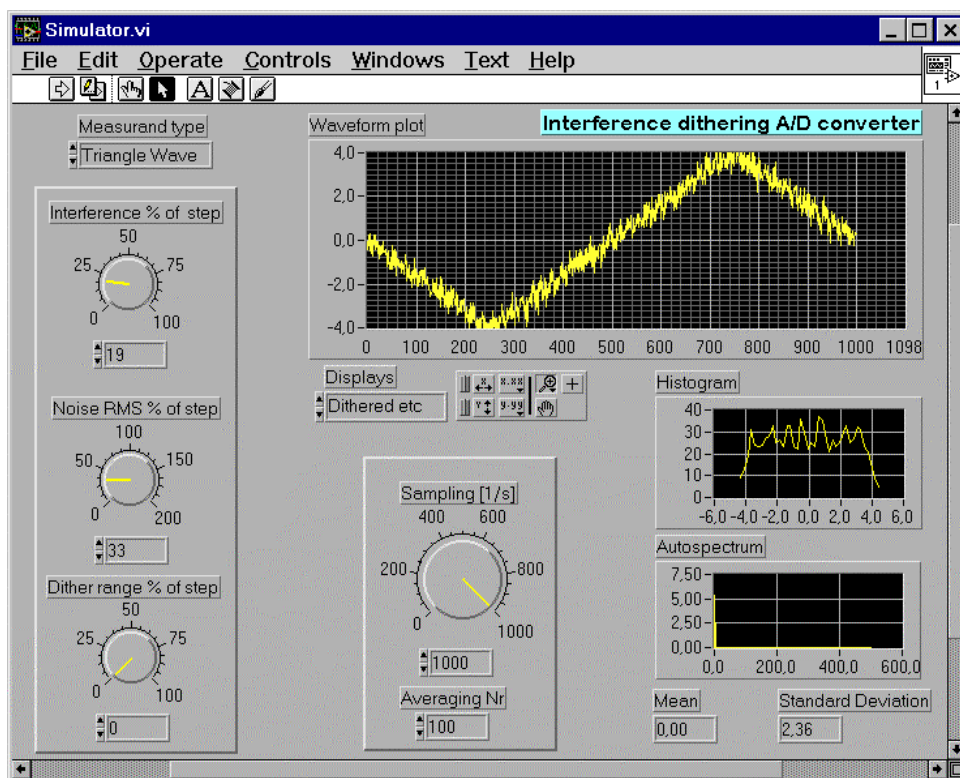 Simulator.vi
File Edit Operate Controls Windows Text Help
A
1
Measurand type
Triangle Wave
Interference % of step
50
25 75
0 100
19
Noise RMS % of step
100
50 150
0 200
33
Dither range % of step
50
25 75
0 100
0
Waveform plot
Interference dithering A/D converter
4,0
2,0
0,0
-2,0
-4,0
0 100 200 300 400 500 600 700 800 900 1000 1098
Displays
Dithered etc
X X.XX
Y Y.YY
Sampling [1/s]
400 600
200 800
0 1000
1000
Averaging Nr
100
Histogram
40
30
20
10
0
-6,0 -4,0 -2,0 0,0 2,0 4,0 6,0
Autospectrum
7,50
5,00
2,50
0,00
0,0 200,0 400,0 600,0
Mean
0,00
Standard Deviation
2,36